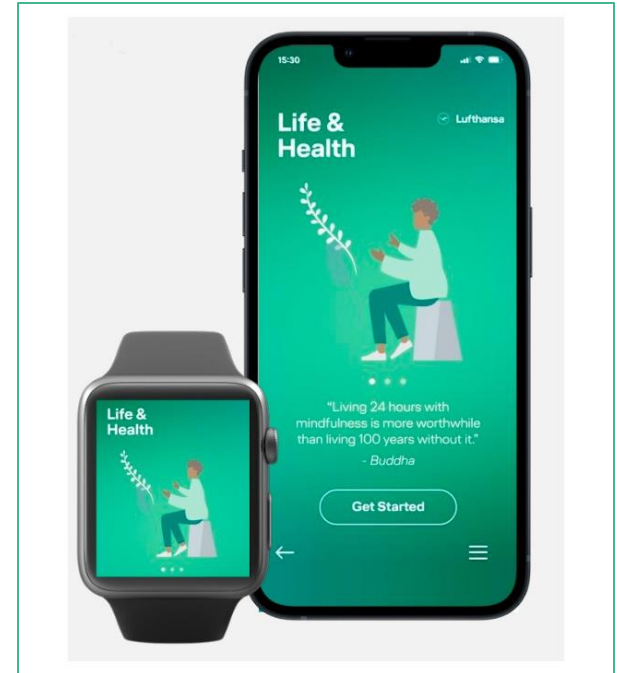 15:30
Life &
Health
Lufthansa
“Living 24 hours with
mindfulness is more worthwhile
than living 100 years without it.”
- Buddha
Get Started
Life &
Health